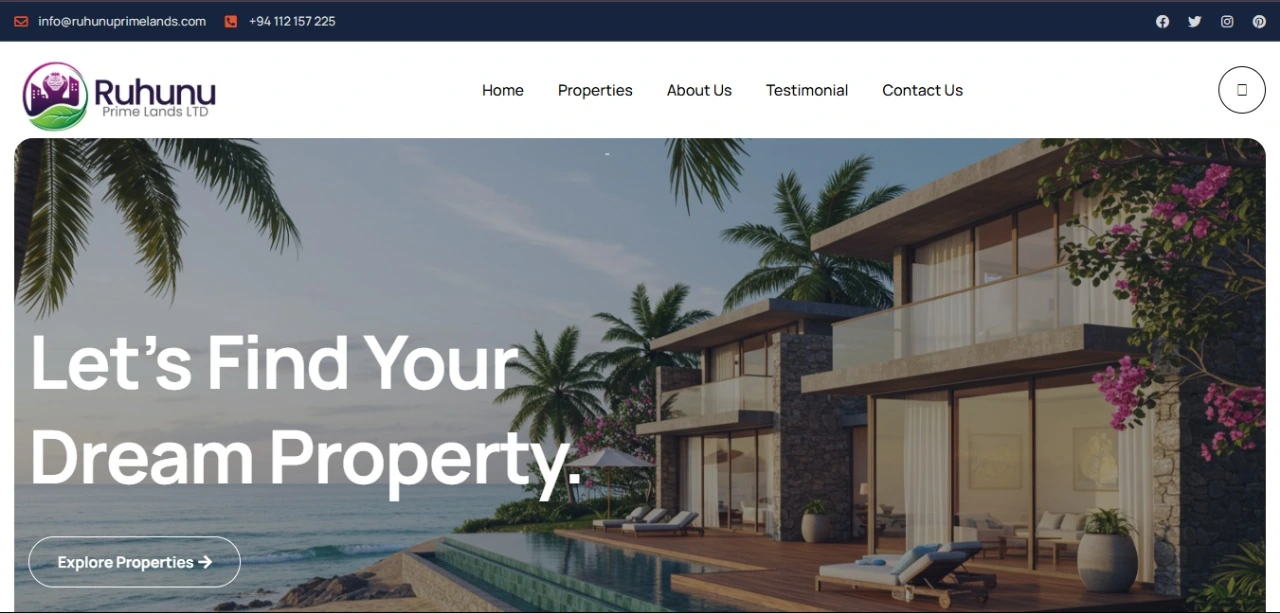 info@ruhunuprimelands.com +94 112 157 225
Ruhunu
Prime Lands LTD
Home Properties About Us Testimonial Contact Us
Let's Find Your
Dream Property.
Explore Properties